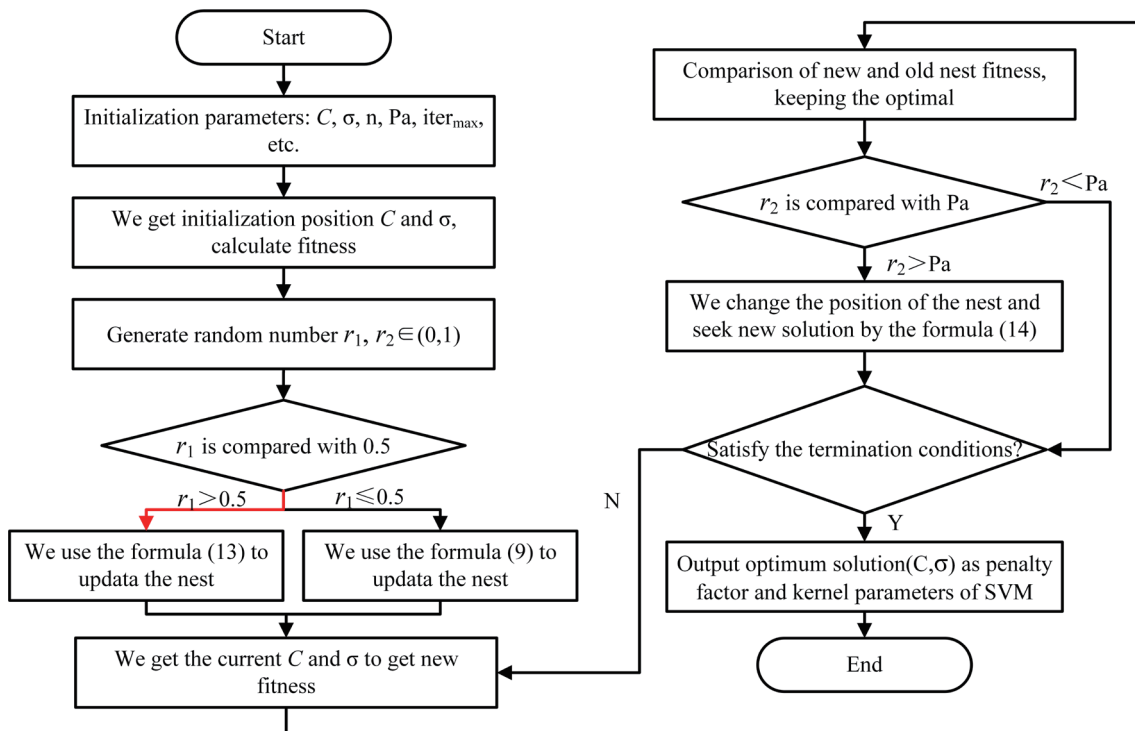 Start
Initialization parameters: C, σ, n, Pa, iter_max,
etc.
We get initialization position C and σ,
calculate fitness
Generate random number r₁, r₂∈(0,1)
r₁ is compared with 0.5
r₁>0.5
r₁≤0.5
We use the formula (13) to
updata the nest
We use the formula (9) to
updata the nest
We get the current C and σ to get new
fitness
Comparison of new and old nest fitness,
keeping the optimal
r₂ is compared with Pa
r₂<Pa
r₂>Pa
We change the position of the nest and
seek new solution by the formula (14)
Satisfy the termination conditions?
N
Y
Output optimum solution(C,σ) as penalty
factor and kernel parameters of SVM
End